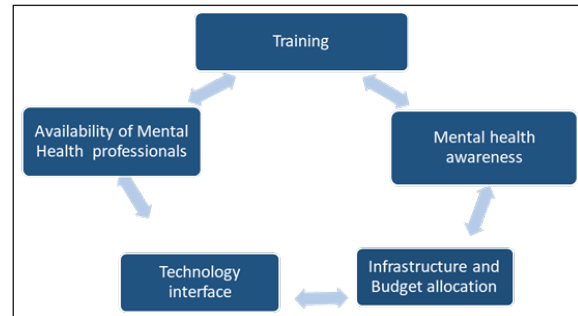 Training
Availability of Mental
Health professionals
Mental health
awareness
Technology
interface
Infrastructure and
Budget allocation